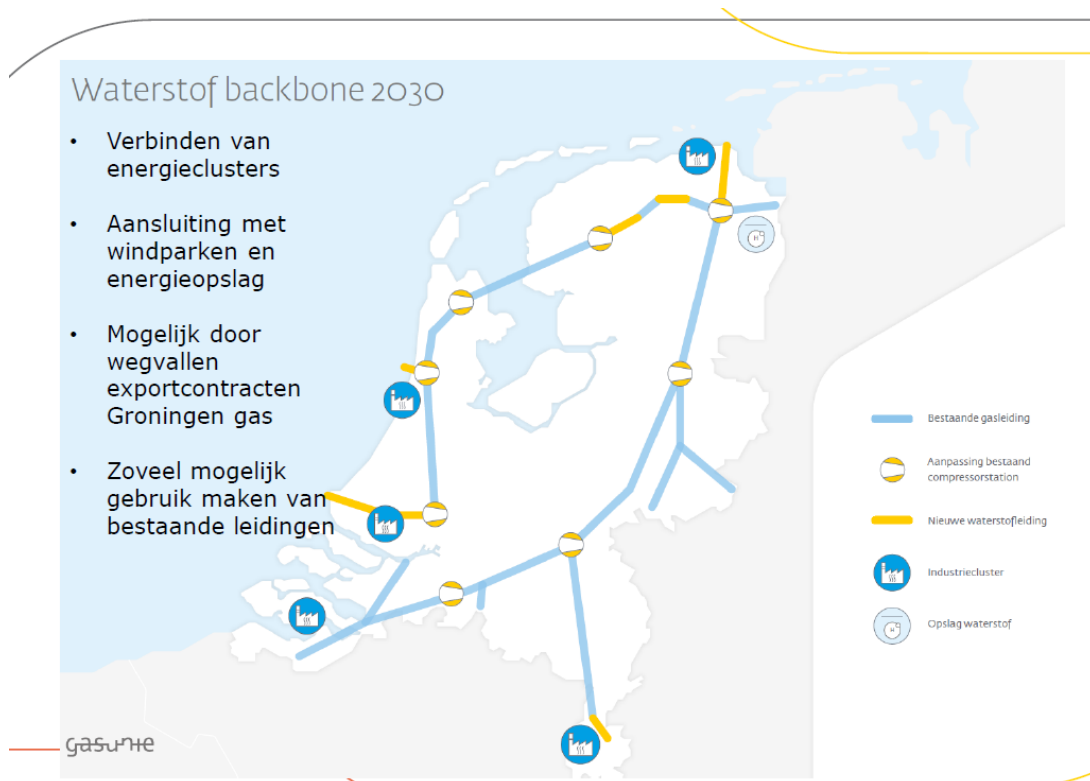 Waterstof backbone 2030
• Verbinden van
energieclusters
• Aansluiting met
windparken en
energieopslag
• Mogelijk door
wegvallen
exportcontracten
Groningen gas
• Zoveel mogelijk
gebruik maken van
bestaande leidingen
Bestaande gasleiding
Aanpassing bestaand
compressorstation
Nieuwe waterstofleiding
Industriecluster
H
Opslag waterstof
H
gasunie